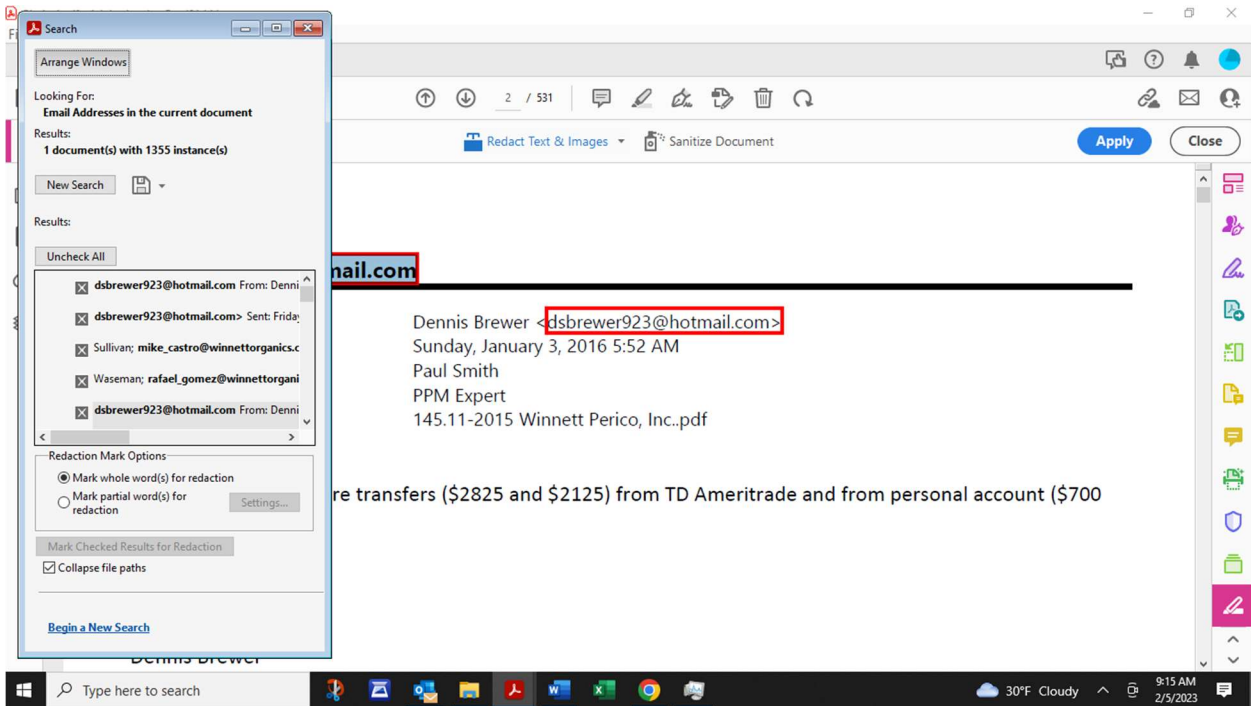 Search
Arrange Windows
Looking For:
Email Addresses in the current document
Results:
1 document(s) with 1355 instance(s)
New Search
Results:
Uncheck All
dsbrewer923@hotmail.com From: Denni
dsbrewer923@hotmail.com> Sent: Friday
Sullivan; mike_castro@winnettorganics.c
Waseman; rafael_gomez@winnettorgani
dsbrewer923@hotmail.com From: Denni
Redaction Mark Options
Mark whole word(s) for redaction
Mark partial word(s) for
redaction
Settings...
Mark Checked Results for Redaction
Collapse file paths
Begin a New Search
2 / 531
Redact Text & Images
Sanitize Document
Apply
Close
mail.com
Dennis Brewer <dsbrewer923@hotmail.com>
Sunday, January 3, 2016 5:52 AM
Paul Smith
PPM Expert
145.11-2015 Winnett Perico, Inc..pdf
re transfers ($2825 and $2125) from TD Ameritrade and from personal account ($700
Dennis Brewer
Type here to search
30°F Cloudy
9:15 AM
2/5/2023